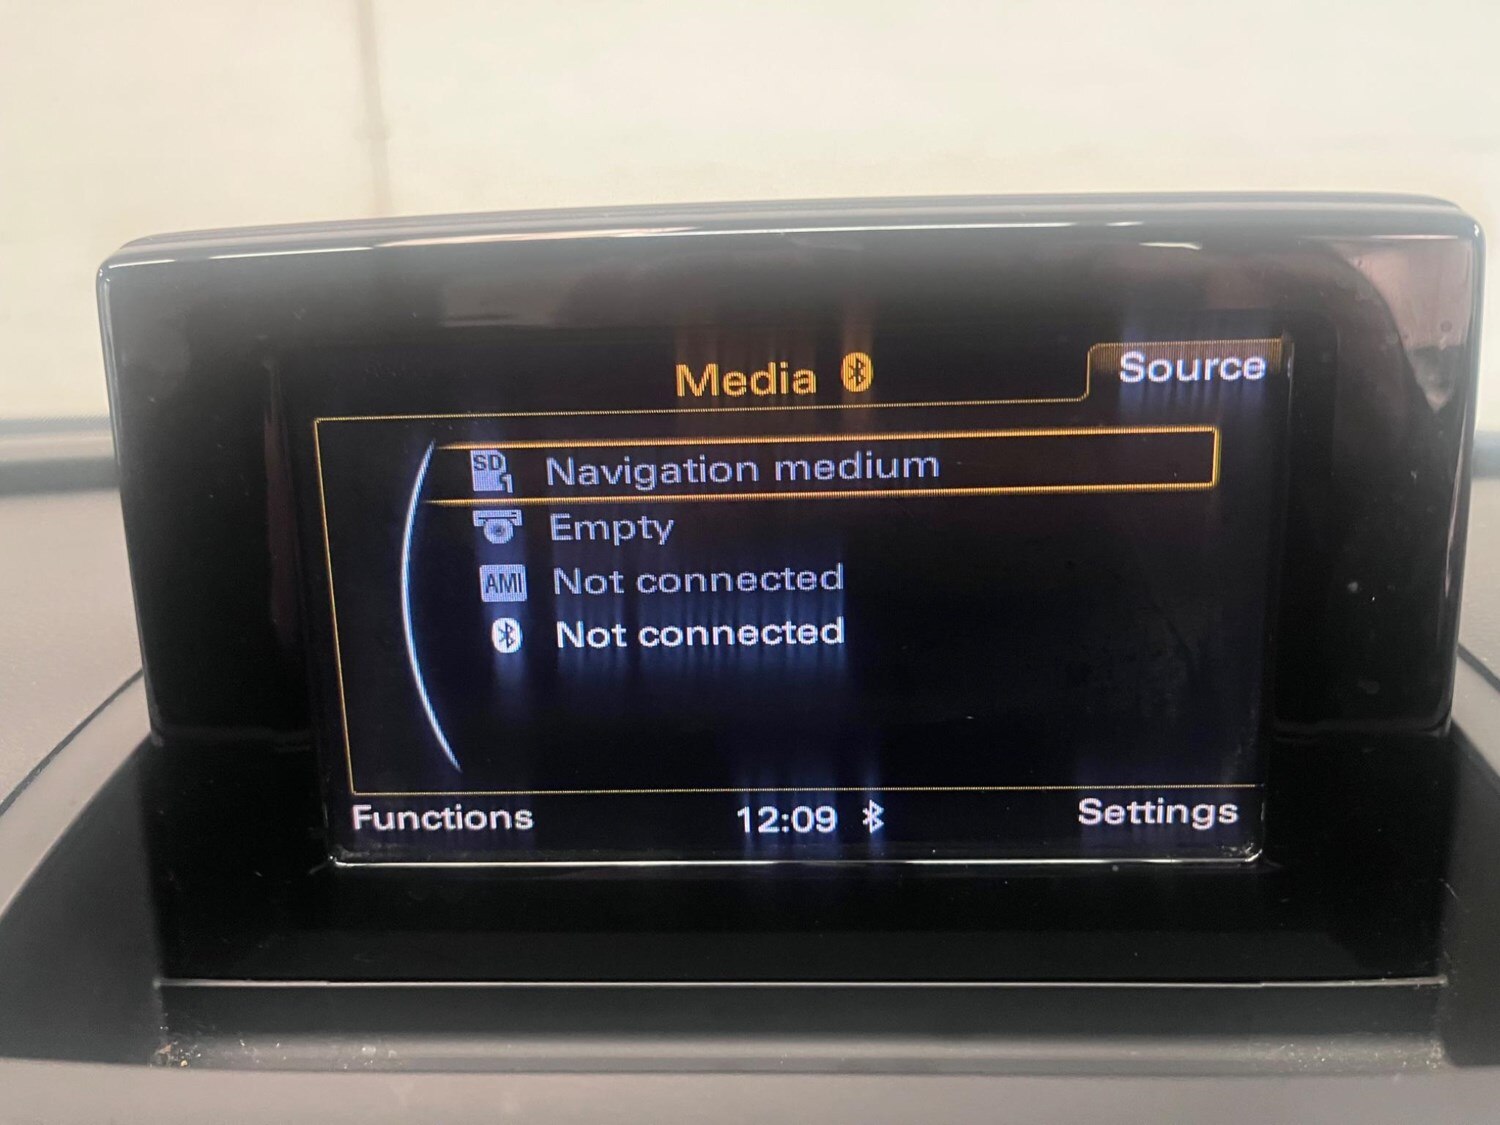 Media
Source
SD 1 Navigation medium
Empty
AMI Not connected
Not connected
Functions 12:09 Settings